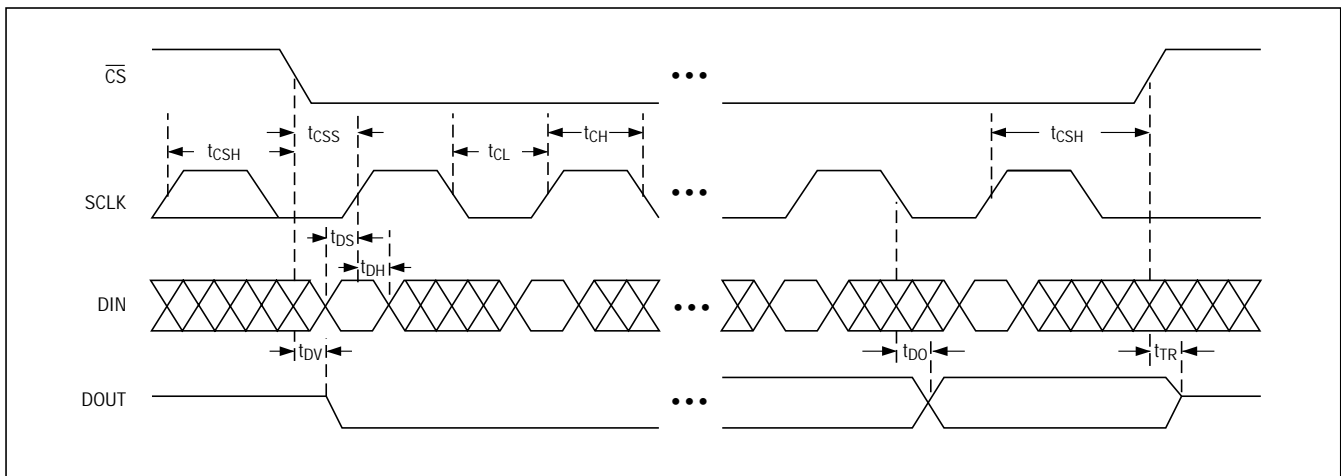 CS
•••
tCSS
tCSH
tCL
tCH
tCSH
SCLK
•••
tDS
tDH
DIN
•••
tDV
tDO
tTR
DOUT
•••